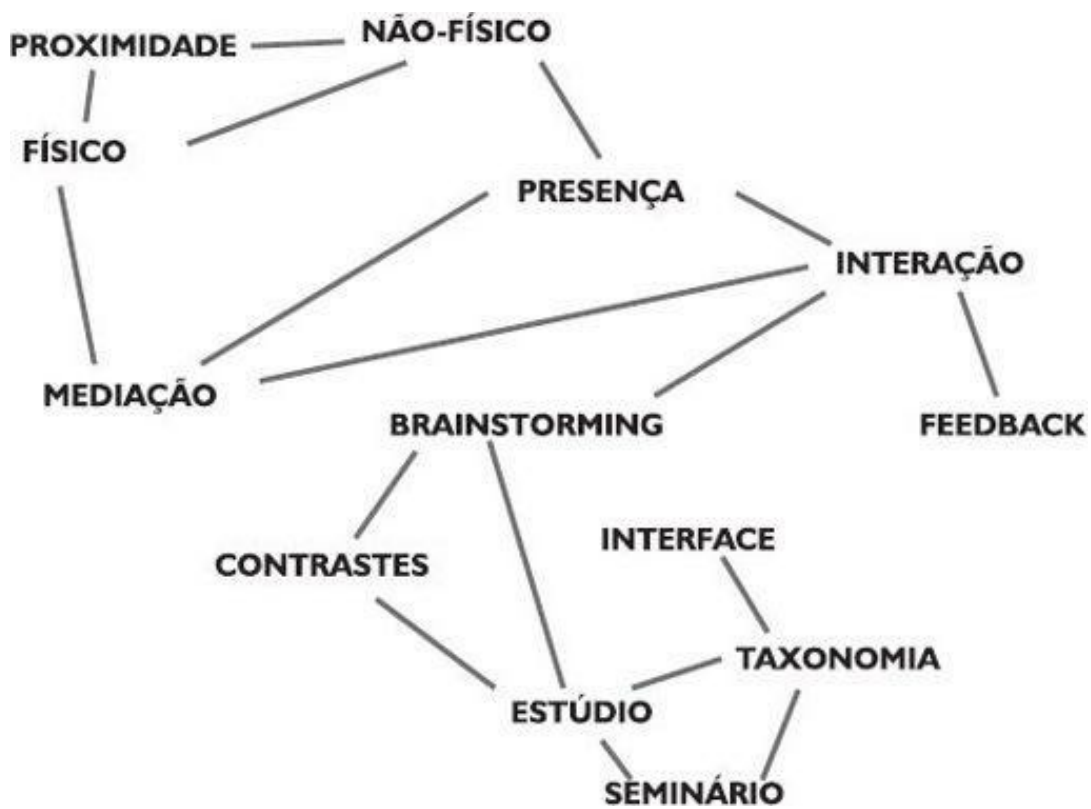 PROXIMIDADE
NÃO-FÍSICO
FÍSICO
PRESENÇA
INTERAÇÃO
MEDIAÇÃO
BRAINSTORMING
FEEDBACK
INTERFACE
CONTRASTES
TAXONOMIA
ESTÚDIO
SEMINÁRIO